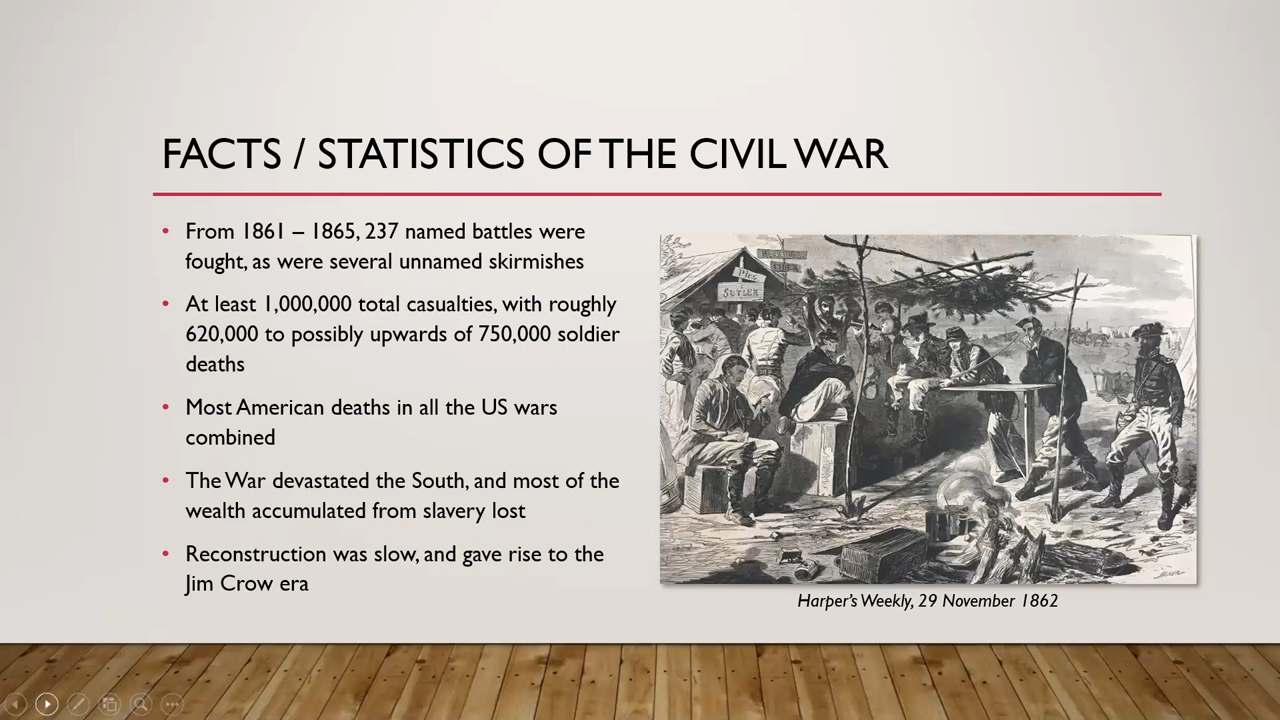 FACTS / STATISTICS OF THE CIVIL WAR
From 1861 – 1865, 237 named battles were
fought, as were several unnamed skirmishes
At least 1,000,000 total casualties, with roughly
620,000 to possibly upwards of 750,000 soldier
deaths
Most American deaths in all the US wars
combined
The War devastated the South, and most of the
wealth accumulated from slavery lost
Reconstruction was slow, and gave rise to the
Jim Crow era
PIES
SUTLER
Harper's Weekly, 29 November 1862